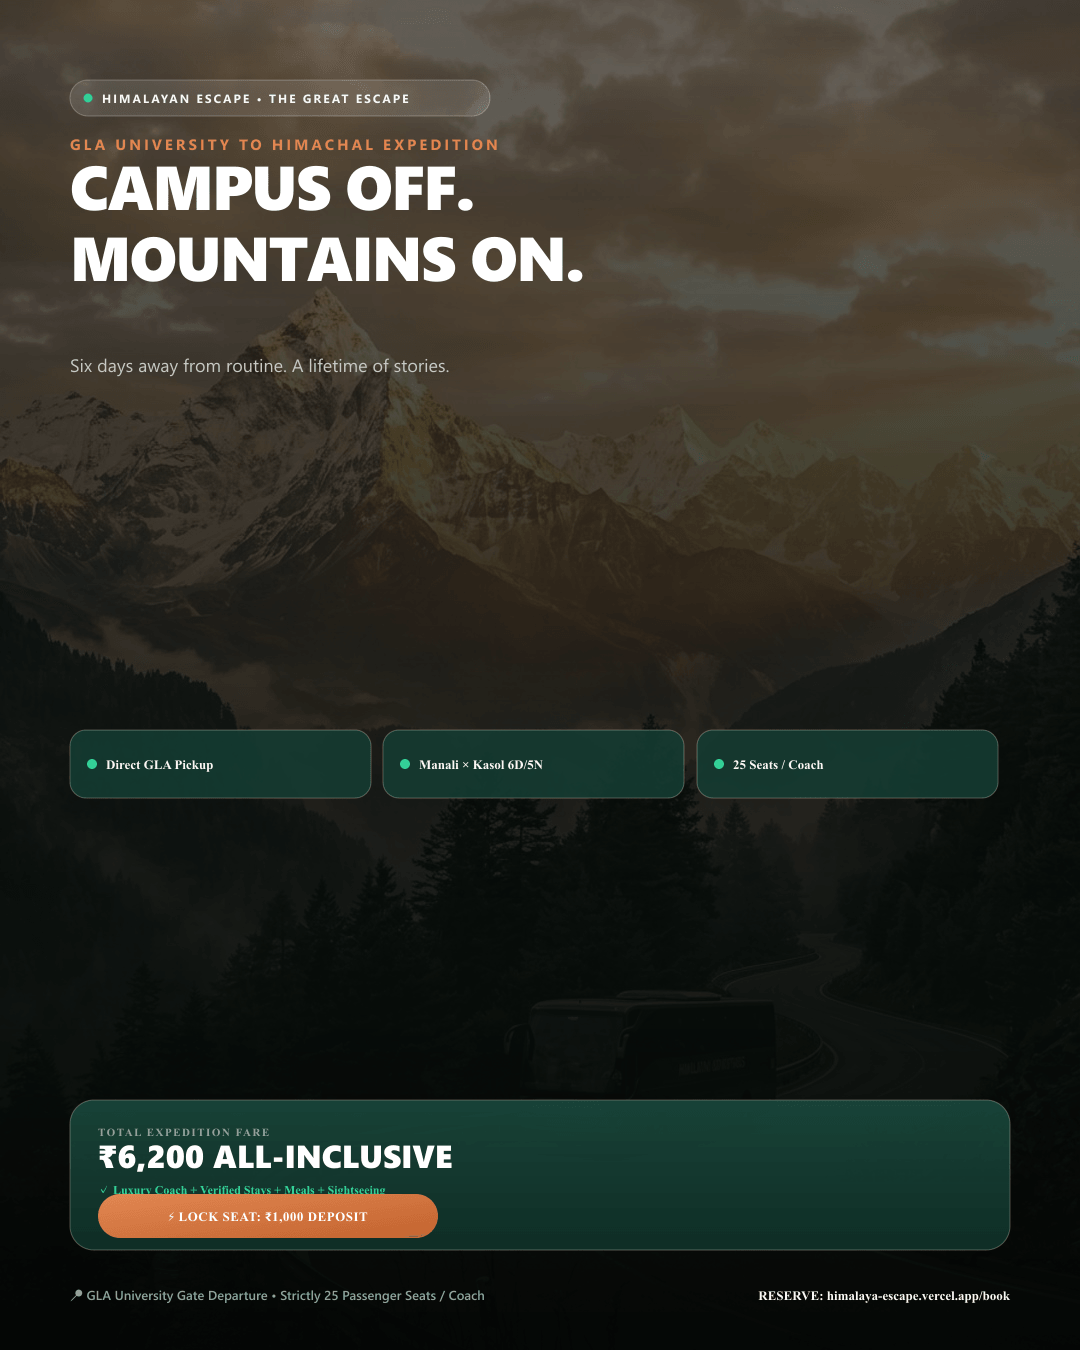 HIMALAYAN ESCAPE • THE GREAT ESCAPE
GLA UNIVERSITY TO HIMACHAL EXPEDITION
CAMPUS OFF.
MOUNTAINS ON.
Six days away from routine. A lifetime of stories.
Direct GLA Pickup
Manali × Kasol 6D/5N
25 Seats / Coach
TOTAL EXPEDITION FARE
₹6,200 ALL-INCLUSIVE
✓ Luxury Coach + Verified Stays + Meals + Sightseeing
⚡ LOCK SEAT: ₹1,000 DEPOSIT
📍 GLA University Gate Departure • Strictly 25 Passenger Seats / Coach
RESERVE: himalaya-escape.vercel.app/book